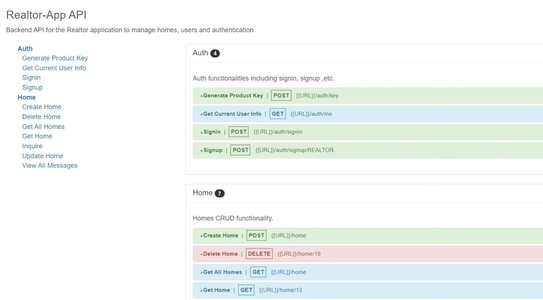 Realtor-App API
Backend API for the Realtor application to manage homes, users and authentication
Auth
Generate Product Key
Get Current User Info
Signin
Signup
Home
Create Home
Delete Home
Get All Homes
Get Home
Inquire
Update Home
View All Messages
Auth 4
Auth functionalities including signin, signup ,etc.
+Generate Product Key | POST {{URL}}/auth/key
+Get Current User Info | GET {{URL}}/auth/me
+Signin | POST {{URL}}/auth/signin
+Signup | POST {{URL}}/auth/signup/REALTOR
Home 7
Homes CRUD functionality.
+Create Home | POST {{URL}}/home
+Delete Home | DELETE {{URL}}/home/19
+Get All Homes | GET {{URL}}/home
+Get Home | GET {{URL}}/home/13